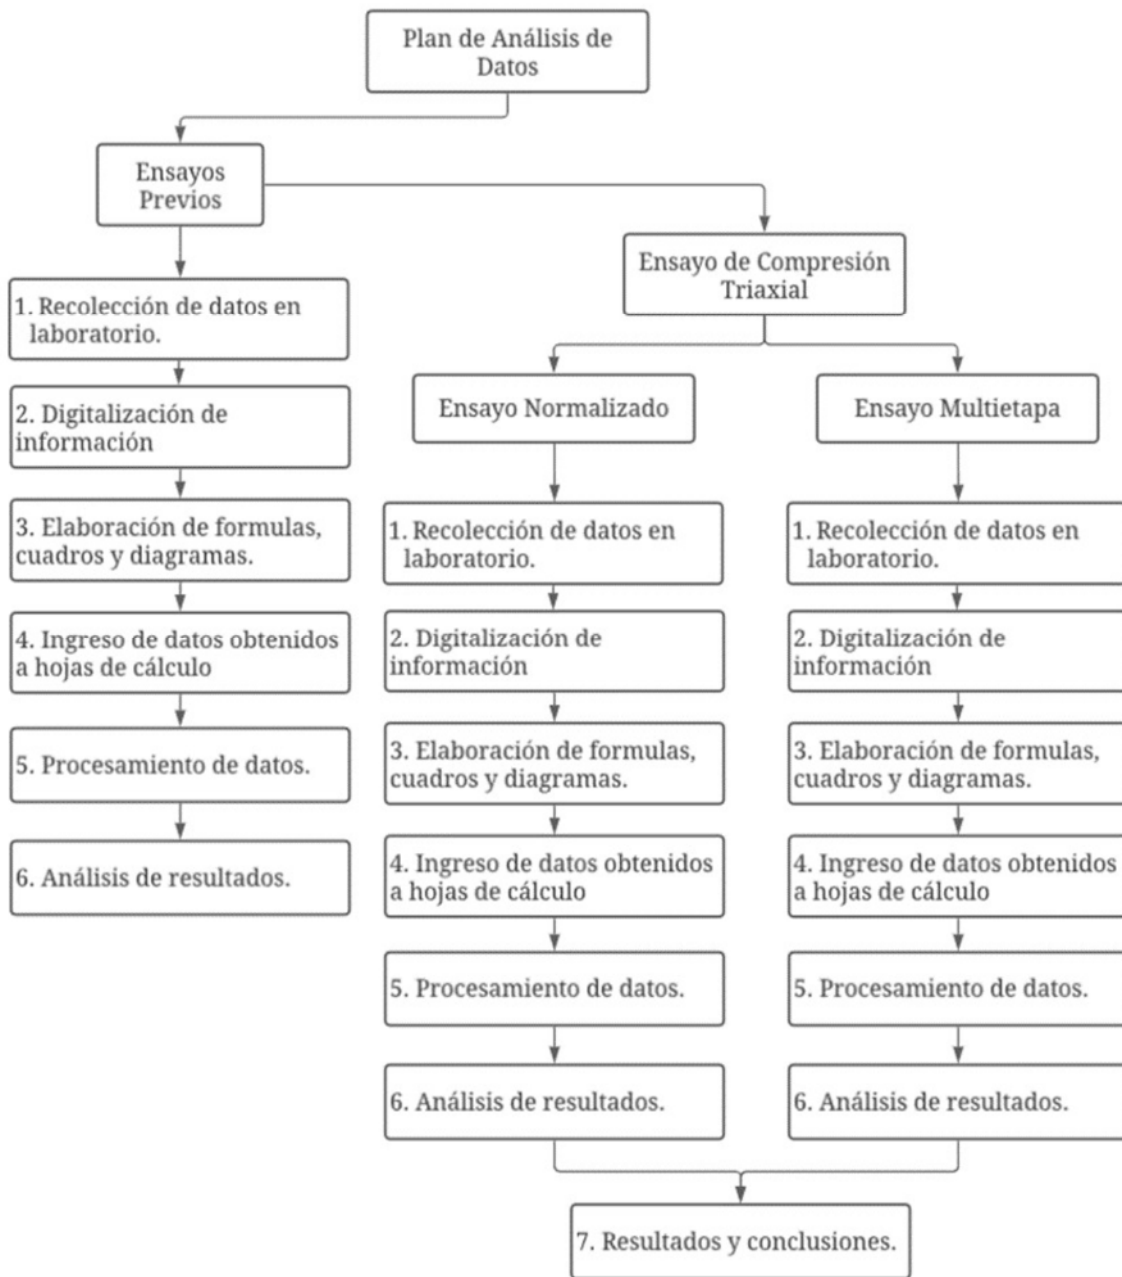 Plan de Análisis de
Datos
Ensayos
Previos
1. Recolección de datos en
laboratorio.
2. Digitalización de
información
3. Elaboración de formulas,
cuadros y diagramas.
4. Ingreso de datos obtenidos
a hojas de cálculo
5. Procesamiento de datos.
6. Análisis de resultados.
Ensayo de Compresión
Triaxial
Ensayo Normalizado
1. Recolección de datos en
laboratorio.
2. Digitalización de
información
3. Elaboración de formulas,
cuadros y diagramas.
4. Ingreso de datos obtenidos
a hojas de cálculo
5. Procesamiento de datos.
6. Análisis de resultados.
Ensayo Multietapa
1. Recolección de datos en
laboratorio.
2. Digitalización de
información
3. Elaboración de formulas,
cuadros y diagramas.
4. Ingreso de datos obtenidos
a hojas de cálculo
5. Procesamiento de datos.
6. Análisis de resultados.
7. Resultados y conclusiones.